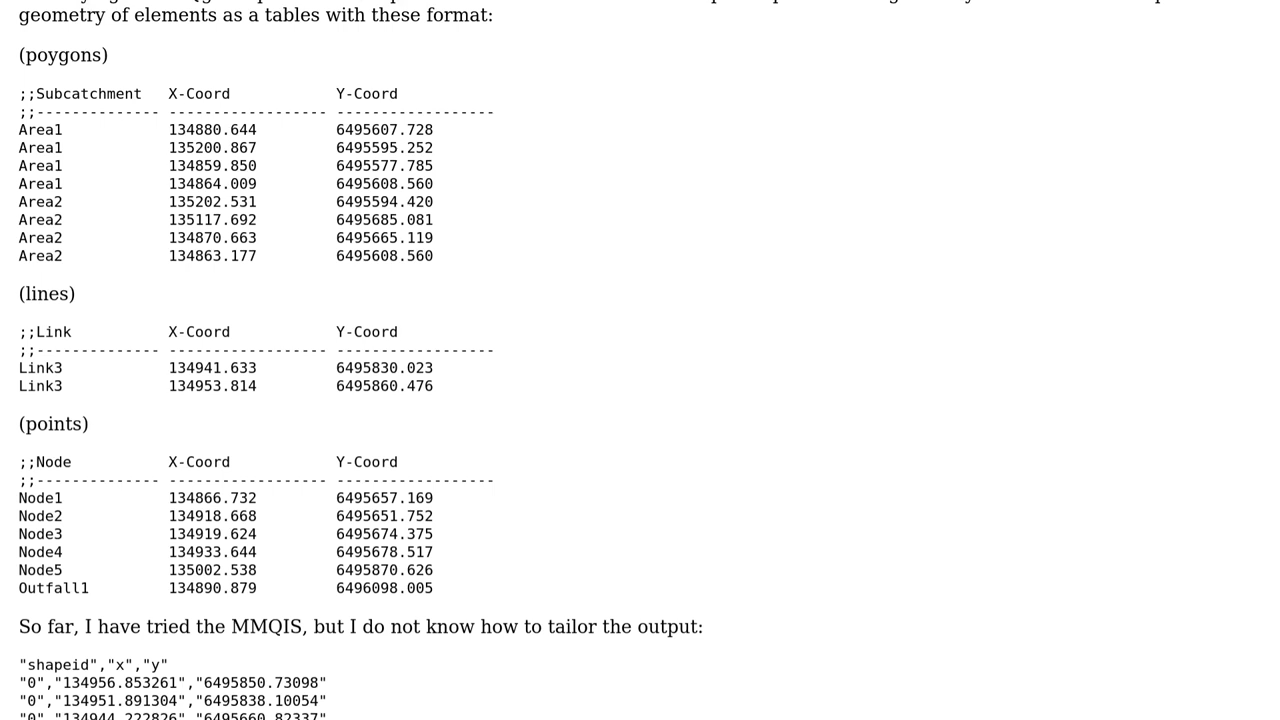 geometry of elements as a tables with these format:
(poygons)
;;Subcatchment   X-Coord            Y-Coord
;;-------------- ------------------ ------------------
Area1            134880.644         6495607.728
Area1            135200.867         6495595.252
Area1            134859.850         6495577.785
Area1            134864.009         6495608.560
Area2            135202.531         6495594.420
Area2            135117.692         6495685.081
Area2            134870.663         6495665.119
Area2            134863.177         6495608.560
(lines)
;;Link           X-Coord            Y-Coord
;;-------------- ------------------ ------------------
Link3            134941.633         6495830.023
Link3            134953.814         6495860.476
(points)
;;Node           X-Coord            Y-Coord
;;-------------- ------------------ ------------------
Node1            134866.732         6495657.169
Node2            134918.668         6495651.752
Node3            134919.624         6495674.375
Node4            134933.644         6495678.517
Node5            135002.538         6495870.626
Outfall1         134890.879         6496098.005
So far, I have tried the MMQIS, but I do not know how to tailor the output:
"shapeid","x","y"
"0","134956.853261","6495850.73098"
"0","134951.891304","6495838.10054"
"0","134944.222826","6495660.82337"